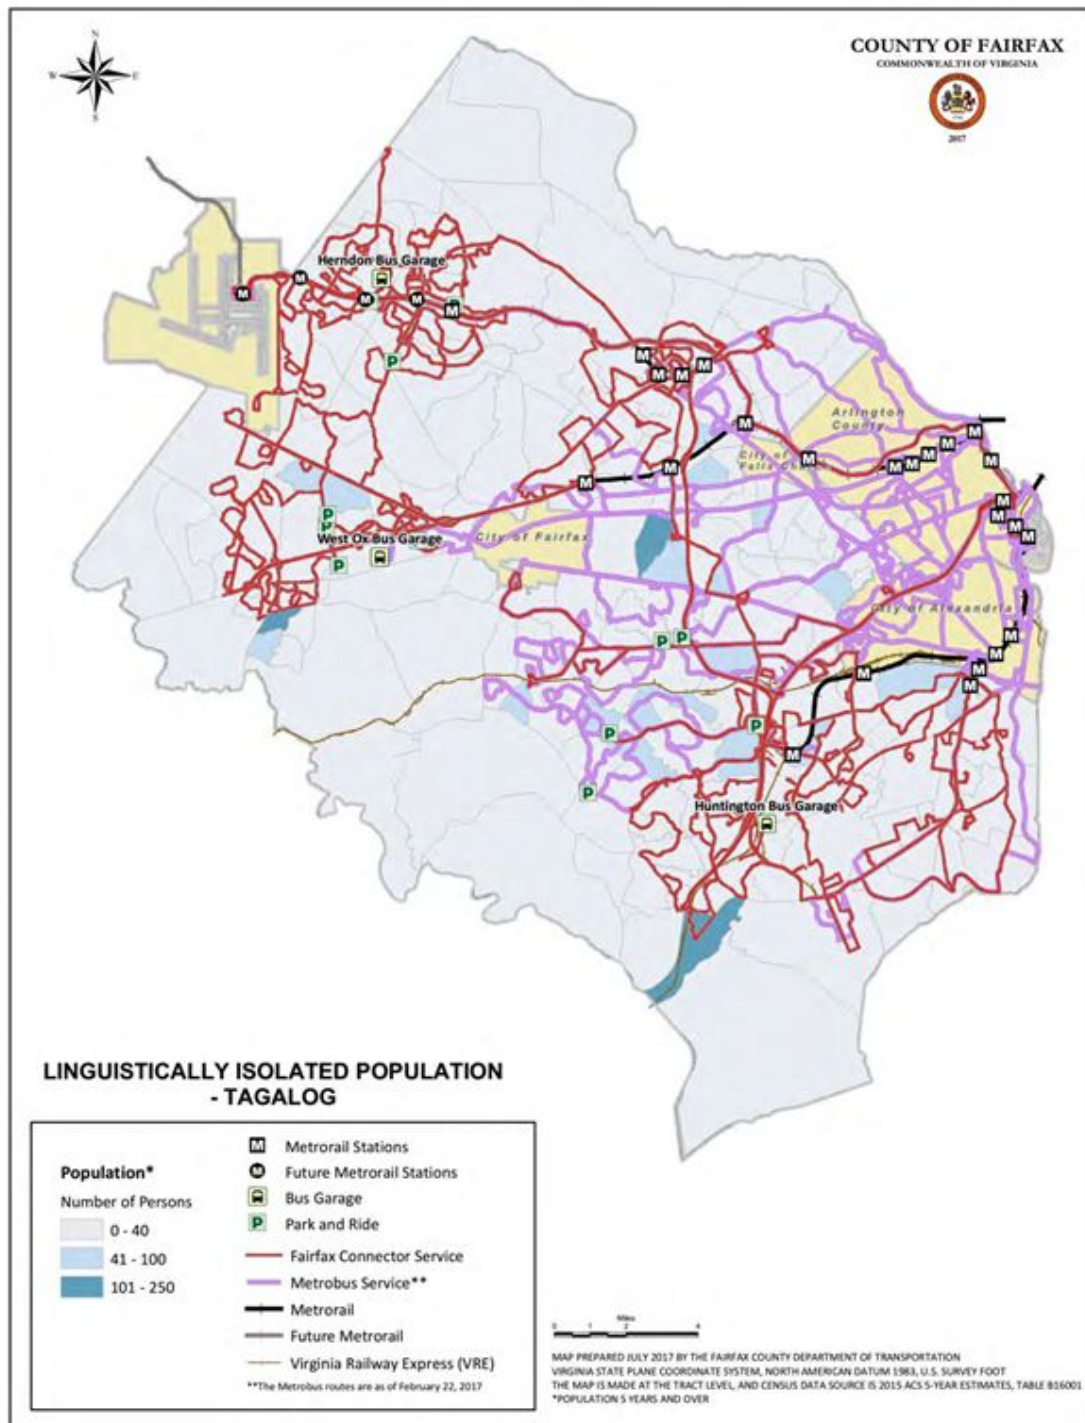 N
W
E
S
COUNTY OF FAIRFAX
COMMONWEALTH OF VIRGINIA
2017
Herndon Bus Garage
M
M
M
M
M
P
M
M
M
M
Arlington
County
M
M
City of
Falls
M
M
M
M
M
M
M
M
M
M
M
M
M
P
P
West Ox Bus Garage
P
City of Fairfax
City of Alexandria
P
P
M
M
M
M
M
P
P
M
P
Huntington Bus Garage
LINGUISTICALLY ISOLATED POPULATION
- TAGALOG
Population*
Number of Persons
0 - 40
41 - 100
101 - 250
M Metrorail Stations
M Future Metrorail Stations
Bus Garage
P Park and Ride
Fairfax Connector Service
Metrobus Service**
Metrorail
Future Metrorail
Virginia Railway Express (VRE)
**The Metrobus routes are as of February 22, 2017
Miles
0 1 2 4
MAP PREPARED JULY 2017 BY THE FAIRFAX COUNTY DEPARTMENT OF TRANSPORTATION
VIRGINIA STATE PLANE COORDINATE SYSTEM, NORTH AMERICAN DATUM 1983, U.S. SURVEY FOOT
THE MAP IS MADE AT THE TRACT LEVEL, AND CENSUS DATA SOURCE IS 2015 ACS 5-YEAR ESTIMATES, TABLE B16001
*POPULATION 5 YEARS AND OVER